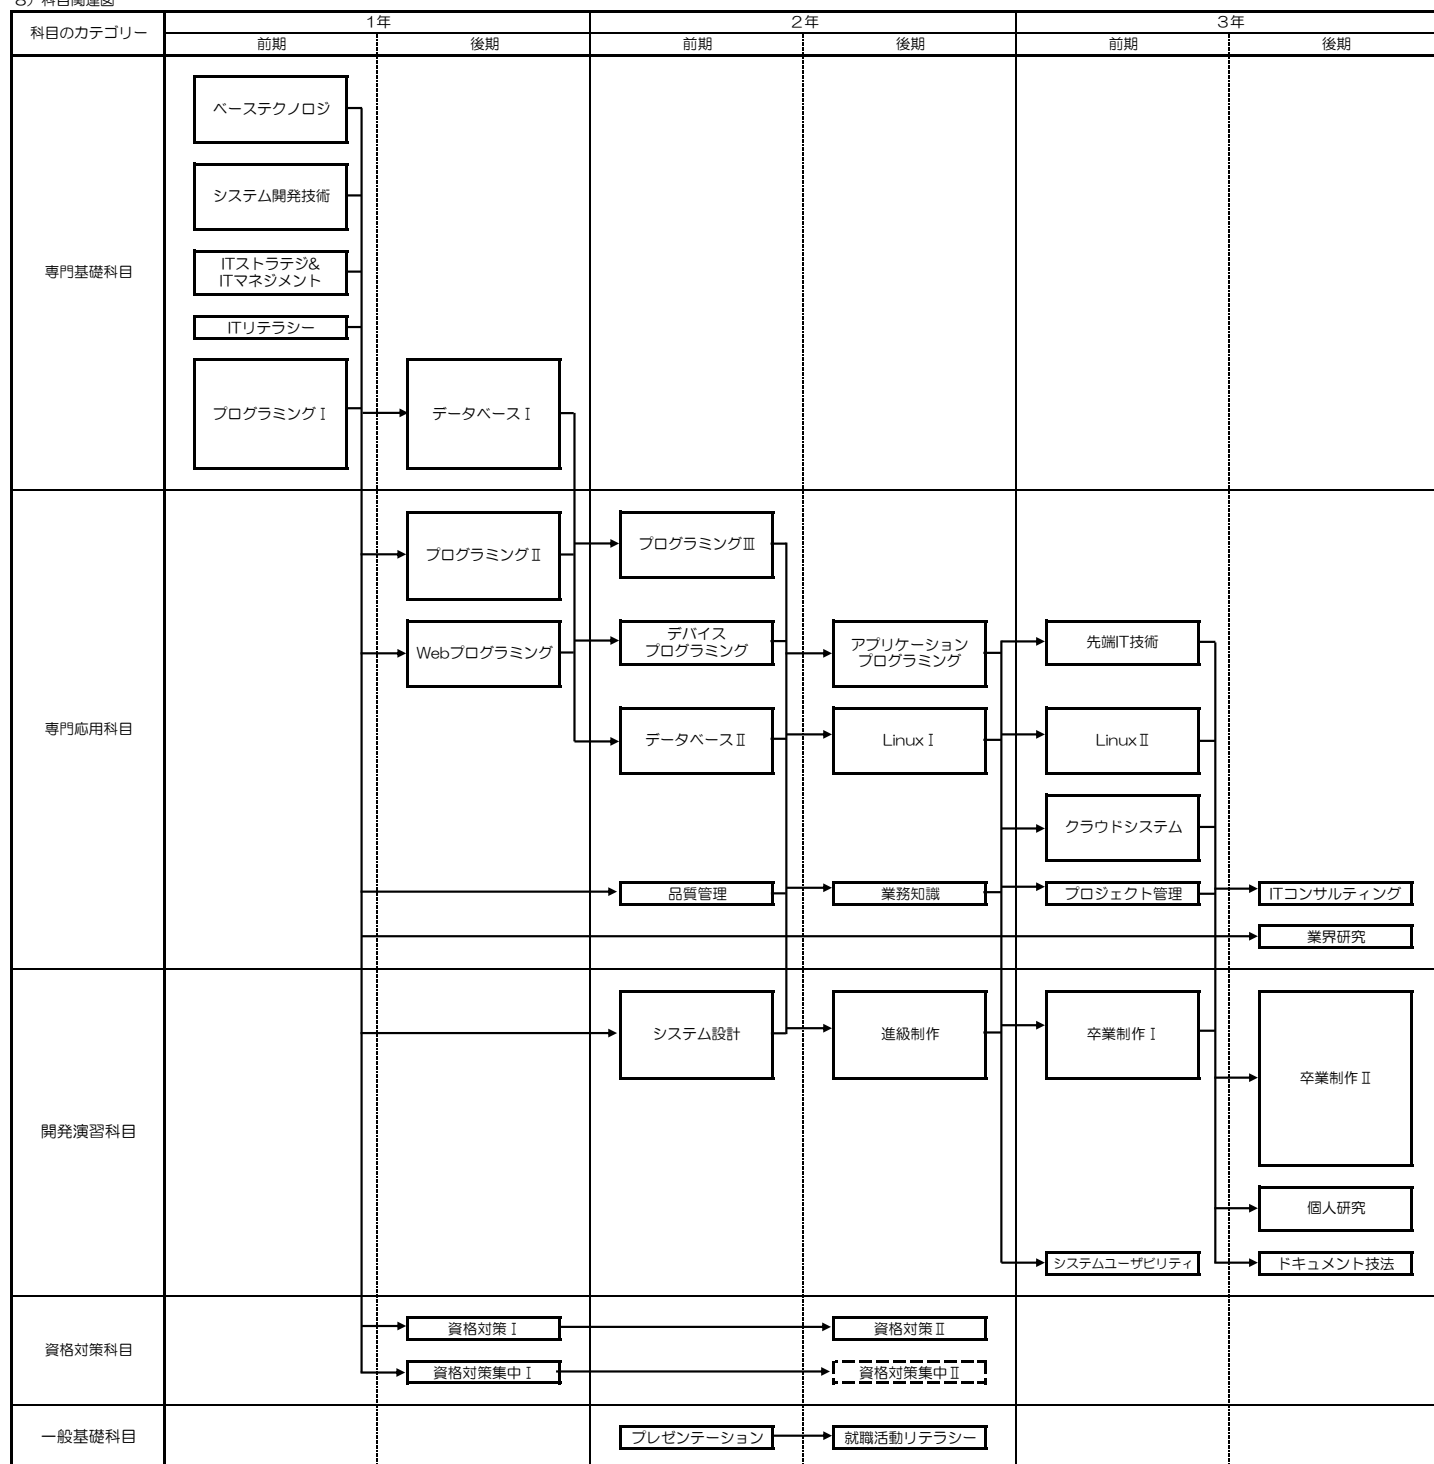 8）科目関連図
科目のカテゴリー
1年
2年
3年
前期
後期
前期
後期
前期
後期
専門基礎科目
ベーステクノロジ
システム開発技術
ITストラテジ&
ITマネジメント
ITリテラシー
プログラミングⅠ
データベースⅠ
専門応用科目
プログラミングⅡ
プログラミングⅢ
Webプログラミング
デバイス
プログラミング
アプリケーション
プログラミング
先端IT技術
データベースⅡ
LinuxⅠ
LinuxⅡ
クラウドシステム
品質管理
業務知識
プロジェクト管理
ITコンサルティング
業界研究
開発演習科目
システム設計
進級制作
卒業制作Ⅰ
卒業制作Ⅱ
個人研究
システムユーザビリティ
ドキュメント技法
資格対策科目
資格対策Ⅰ
資格対策Ⅱ
資格対策集中Ⅰ
資格対策集中Ⅱ
一般基礎科目
プレゼンテーション
就職活動リテラシー